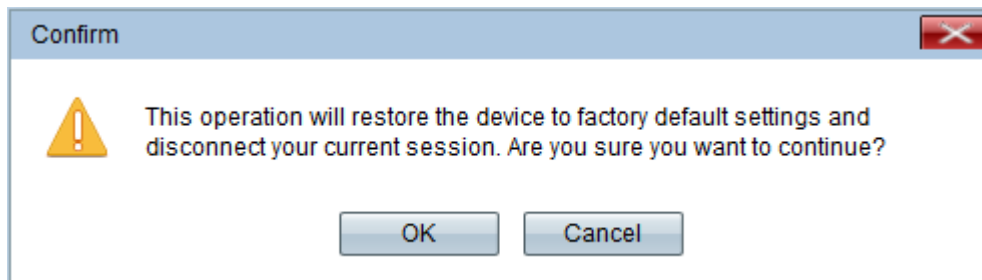 Confirm
This operation will restore the device to factory default settings and
disconnect your current session. Are you sure you want to continue?
OK Cancel